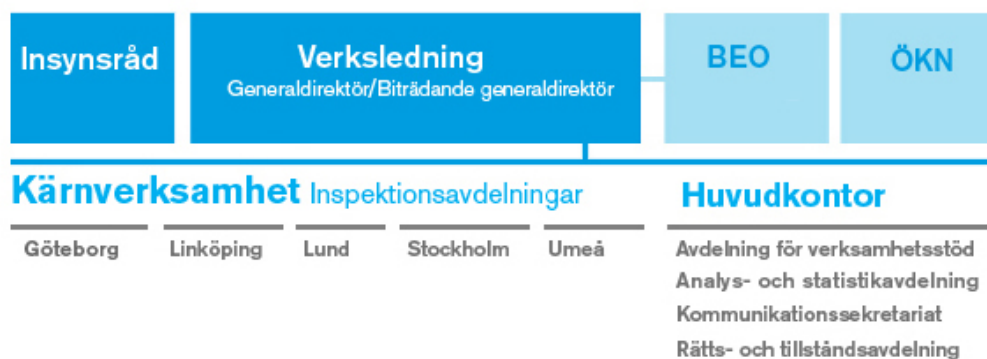 Insynsråd
Verksledning
Generaldirektör/Biträdande generaldirektör
BEO
ÖKN
Kärnverksamhet Inspektionsavdelningar
Göteborg
Linköping
Lund
Stockholm
Umeå
Huvudkontor
Avdelning för verksamhetsstöd
Analys- och statistikavdelning
Kommunikationssekretariat
Rätts- och tillståndsavdelning